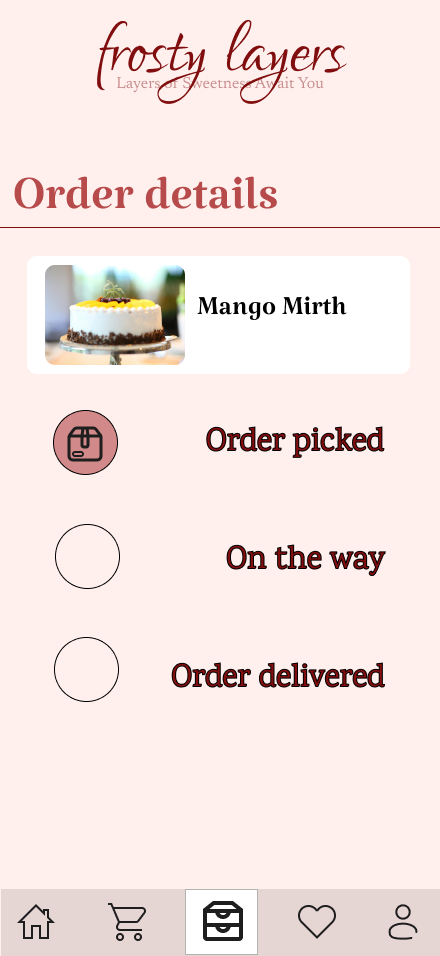 frosty layers
Layers of Sweetness Await You
Order details
Mango Mirth
Order picked
On the way
Order delivered